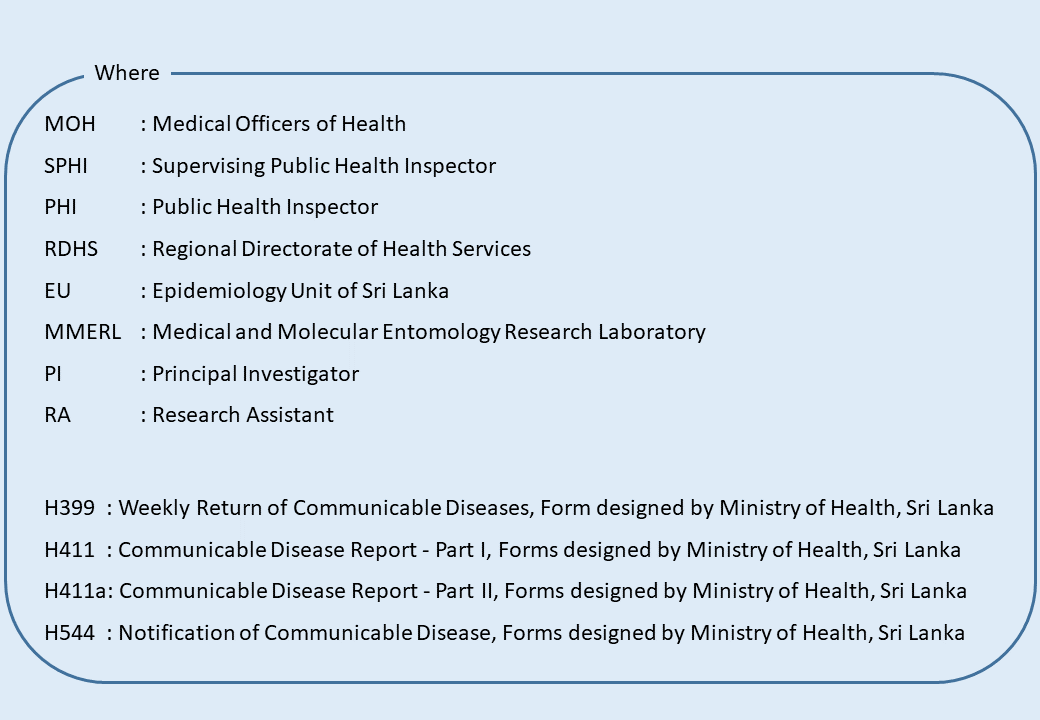 Where
MOH : Medical Officers of Health
SPHI : Supervising Public Health Inspector
PHI : Public Health Inspector
RDHS : Regional Directorate of Health Services
EU : Epidemiology Unit of Sri Lanka
MMERL : Medical and Molecular Entomology Research Laboratory
PI : Principal Investigator
RA : Research Assistant
H399 : Weekly Return of Communicable Diseases, Form designed by Ministry of Health, Sri Lanka
H411 : Communicable Disease Report - Part I, Forms designed by Ministry of Health, Sri Lanka
H411a: Communicable Disease Report - Part II, Forms designed by Ministry of Health, Sri Lanka
H544 : Notification of Communicable Disease, Forms designed by Ministry of Health, Sri Lanka